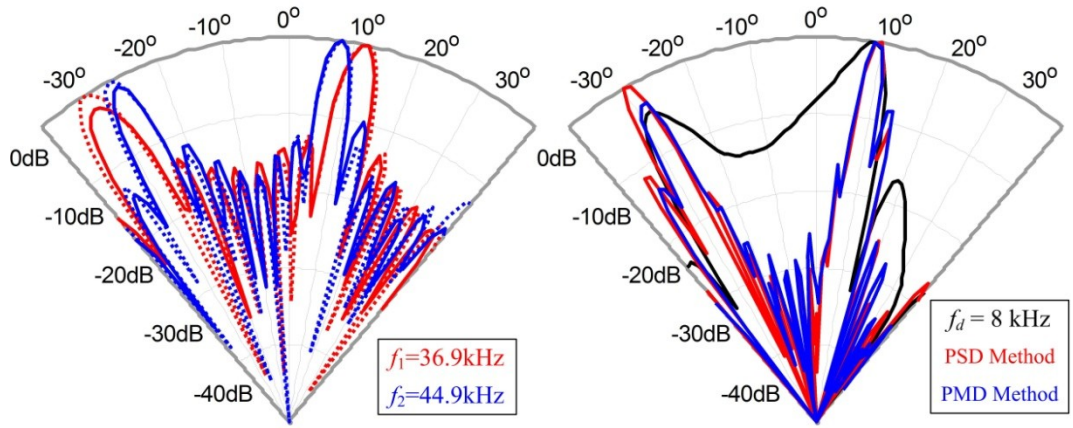 -30°
-20°
-10°
0°
10°
20°
30°
0dB
-10dB
-20dB
-30dB
-40dB
f₁=36.9kHz
f₂=44.9kHz
-30°
-20°
-10°
0°
10°
20°
30°
0dB
-10dB
-20dB
-30dB
-40dB
f_d = 8 kHz
PSD Method
PMD Method